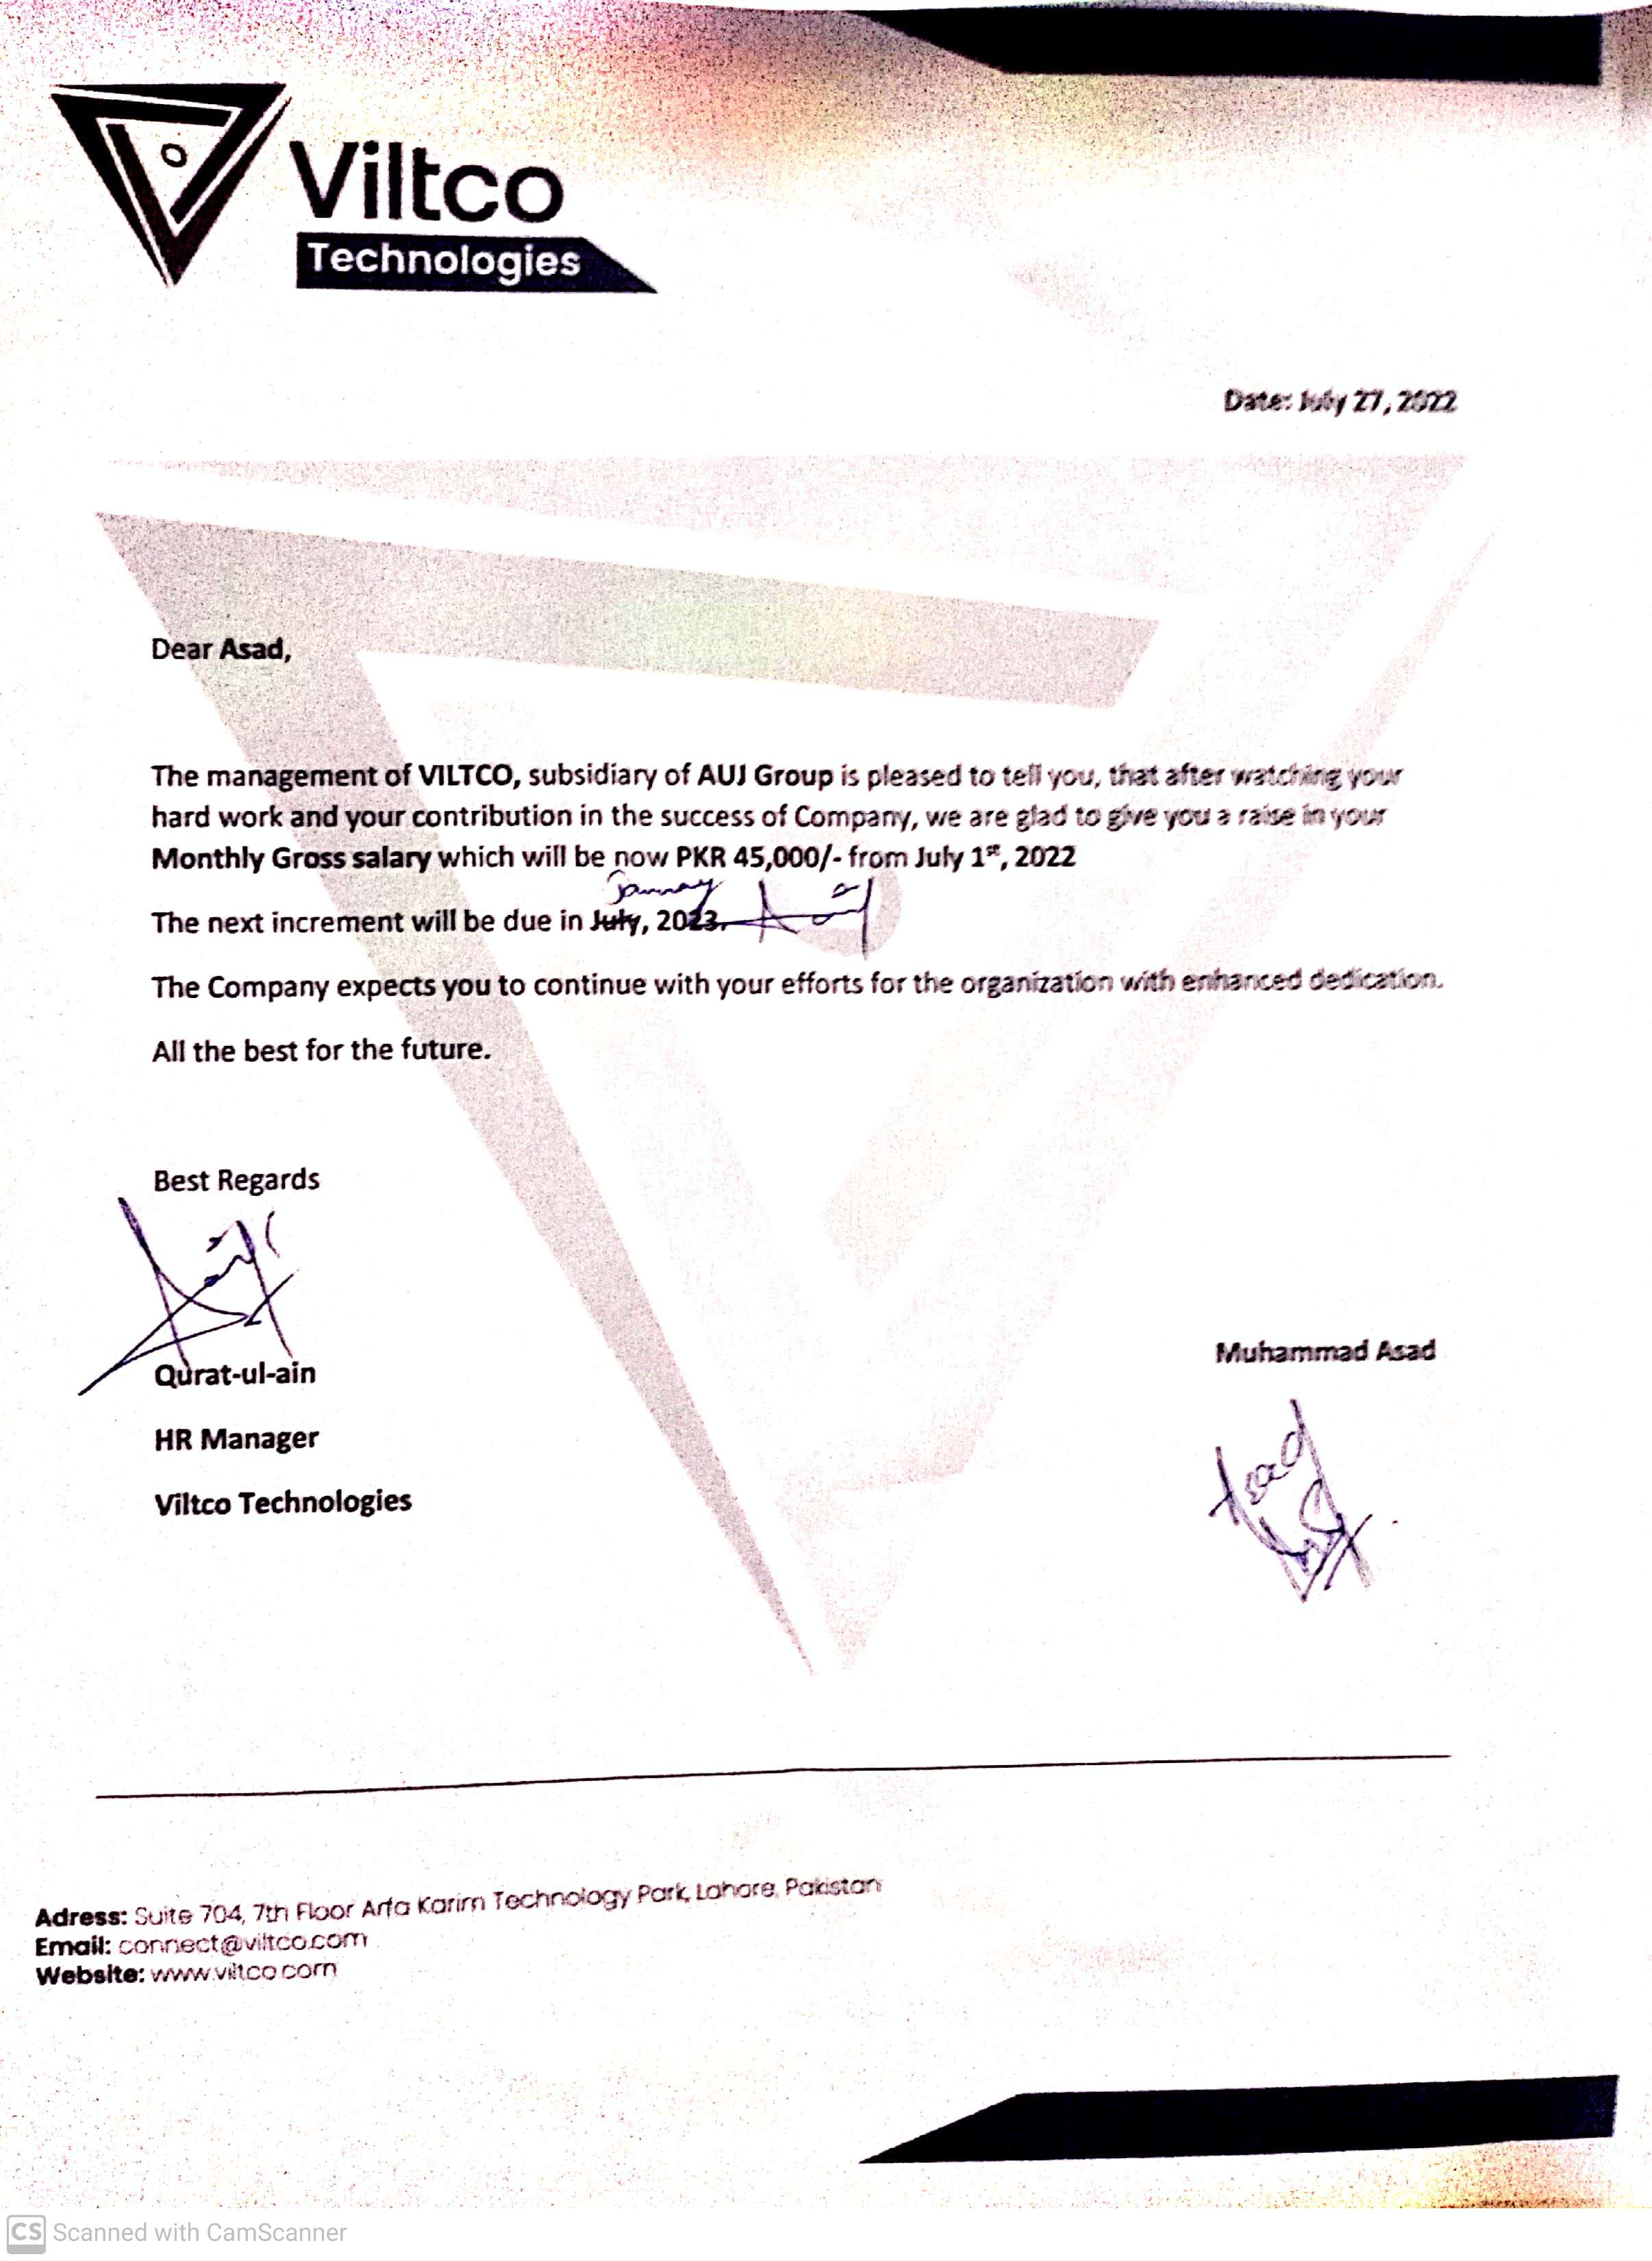 Viltco
Technologies
Date: July 27, 2022
Dear Asad,
The management of VILTCO, subsidiary of AUJ Group is pleased to tell you, that after watching your
hard work and your contribution in the success of Company, we are glad to give you a raise in your
Monthly Gross salary which will be now PKR 45,000/- from July 1st, 2022
January
The next increment will be due in July, 2023.
The Company expects you to continue with your efforts for the organization with enhanced dedication.
All the best for the future.
Best Regards
Qurat-ul-ain
HR Manager
Viltco Technologies
Muhammad Asad
Asad
Adress: Suite 704, 7th Floor Arfa Karim Technology Park, Lahore, Pakistan
Email: connect@viltco.com
Website: www.viltco.com
CS Scanned with CamScanner